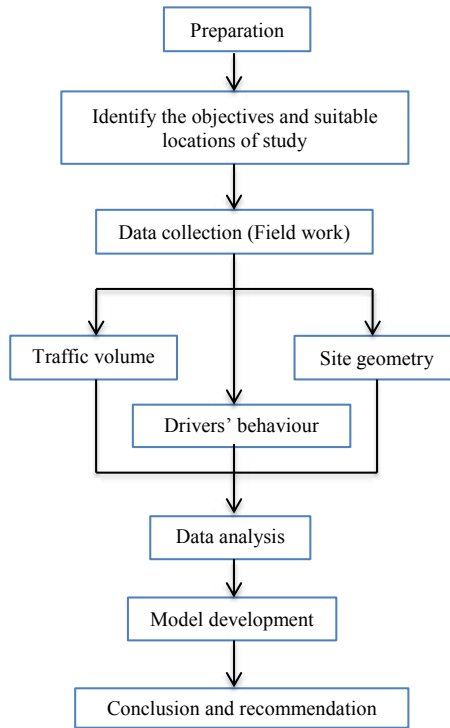 Preparation
Identify the objectives and suitable
locations of study
Data collection (Field work)
Traffic volume
Site geometry
Drivers’ behaviour
Data analysis
Model development
Conclusion and recommendation